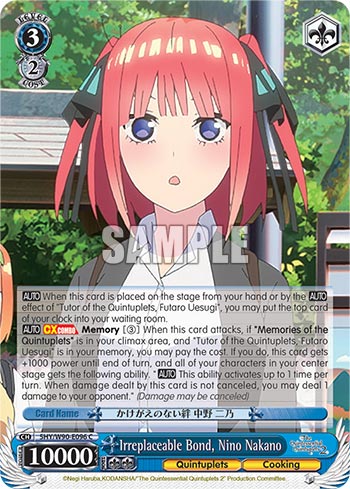 LEVEL
3
2
COST
SAMPLE
AUTO When this card is placed on the stage from your hand or by the AUTO
effect of "Tutor of the Quintuplets, Futaro Uesugi", you may put the top card
of your clock into your waiting room.
AUTO CX COMBO Memory [③] When this card attacks, if "Memories of the
Quintuplets" is in your climax area, and "Tutor of the Quintuplets, Futaro
Uesugi" is in your memory, you may pay the cost. If you do, this card gets
+1000 power until end of turn, and all of your characters in your center
stage gets the following ability. "AUTO This ability activates up to 1 time per
turn. When damage dealt by this card is not canceled, you may deal 1
damage to your opponent." (Damage may be canceled)
Card Name かけがえのない絆 中野 二乃
CH 5HY/W90-E096 C Irreplaceable Bond, Nino Nakano
10000 Quintuplets Cooking
©Negi Haruba,KODANSHA/"The Quintessential Quintuplets 2" Production Committee.